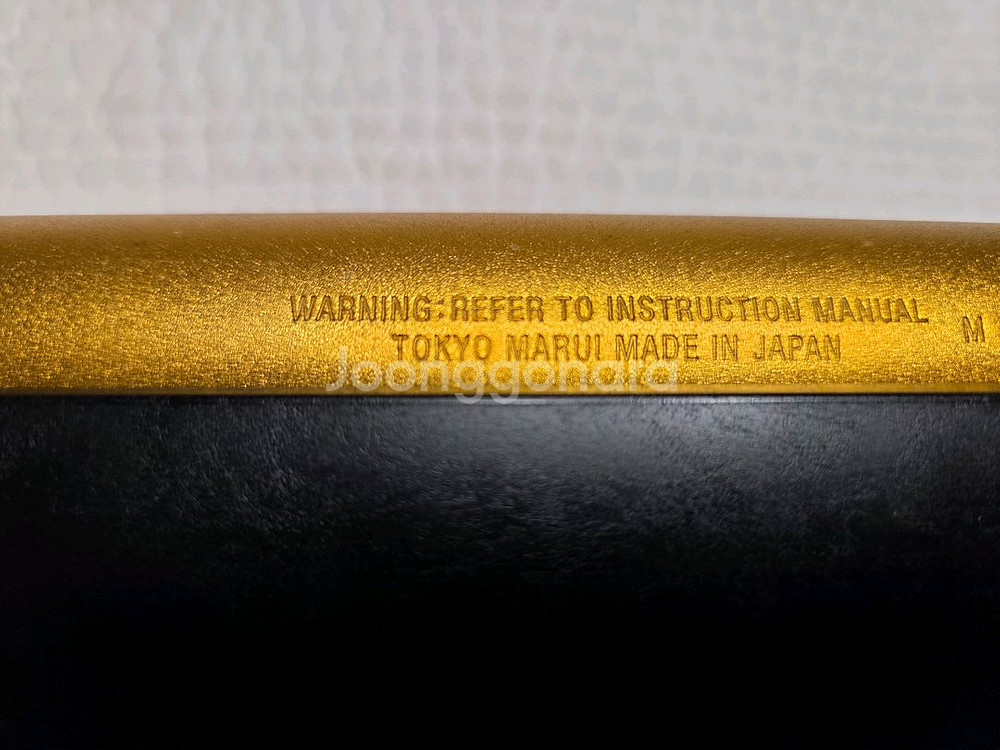 WARNING:REFER TO INSTRUCTION MANUAL
M
TOKYO MARUI MADE IN JAPAN
Joonggonara